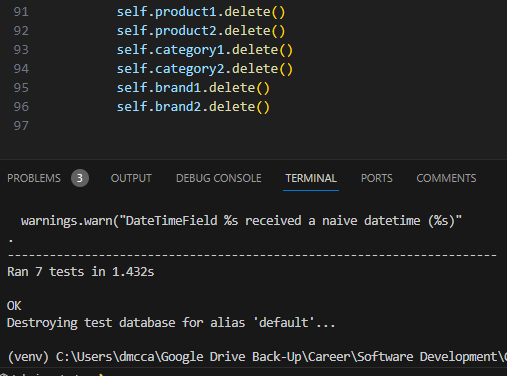 91 self.product1.delete()
92 self.product2.delete()
93 self.category1.delete()
94 self.category2.delete()
95 self.brand1.delete()
96 self.brand2.delete()
97
PROBLEMS 3 OUTPUT DEBUG CONSOLE TERMINAL PORTS COMMENTS
warnings.warn("DateTimeField %s received a naive datetime (%s)"
.
----------------------------------------------------------------------
Ran 7 tests in 1.432s
OK
Destroying test database for alias 'default'...
(venv) C:\Users\dmcca\Google Drive Back-Up\Career\Software Development\